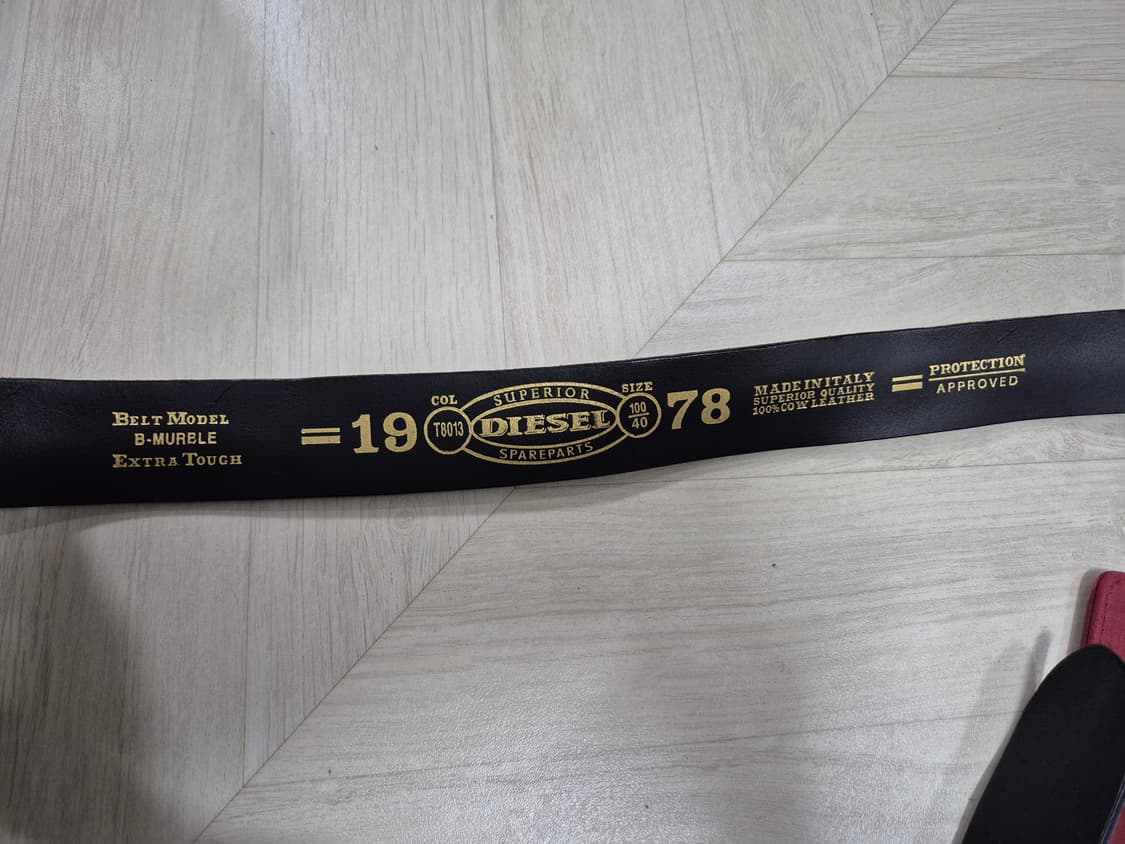 BELT MODEL
B-MURBLE
EXTRA TOUGH
= 19
COL
T8013
SUPERIOR
DIESEL
SPAREPARTS
SIZE
100
40
78
MADE IN ITALY
SUPERIOR QUALITY
100% COW LEATHER
=
PROTECTION
APPROVED